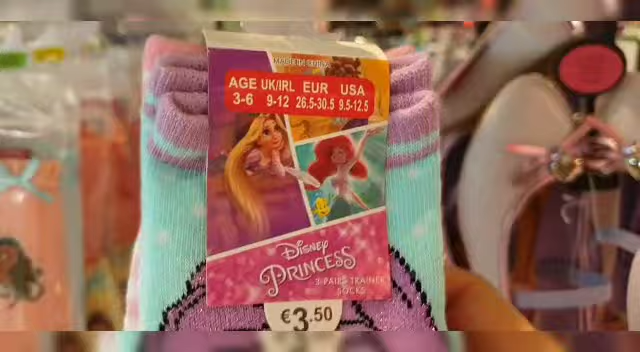 MADE IN CHINA
AGE UK/IRL EUR USA
3-6 9-12 26.5-30.5 9.5-12.5
Disney
PRINCESS
3 PAIRS TRAINER
SOCKS
€3.50